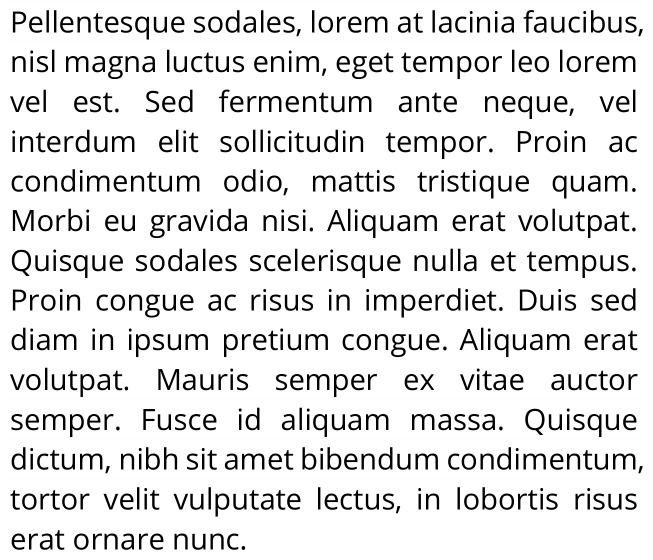 Pellentesque sodales, lorem at lacinia faucibus,
nisl magna luctus enim, eget tempor leo lorem
vel est. Sed fermentum ante neque, vel
interdum elit sollicitudin tempor. Proin ac
condimentum odio, mattis tristique quam.
Morbi eu gravida nisi. Aliquam erat volutpat.
Quisque sodales scelerisque nulla et tempus.
Proin congue ac risus in imperdiet. Duis sed
diam in ipsum pretium congue. Aliquam erat
volutpat. Mauris semper ex vitae auctor
semper. Fusce id aliquam massa. Quisque
dictum, nibh sit amet bibendum condimentum,
tortor velit vulputate lectus, in lobortis risus
erat ornare nunc.